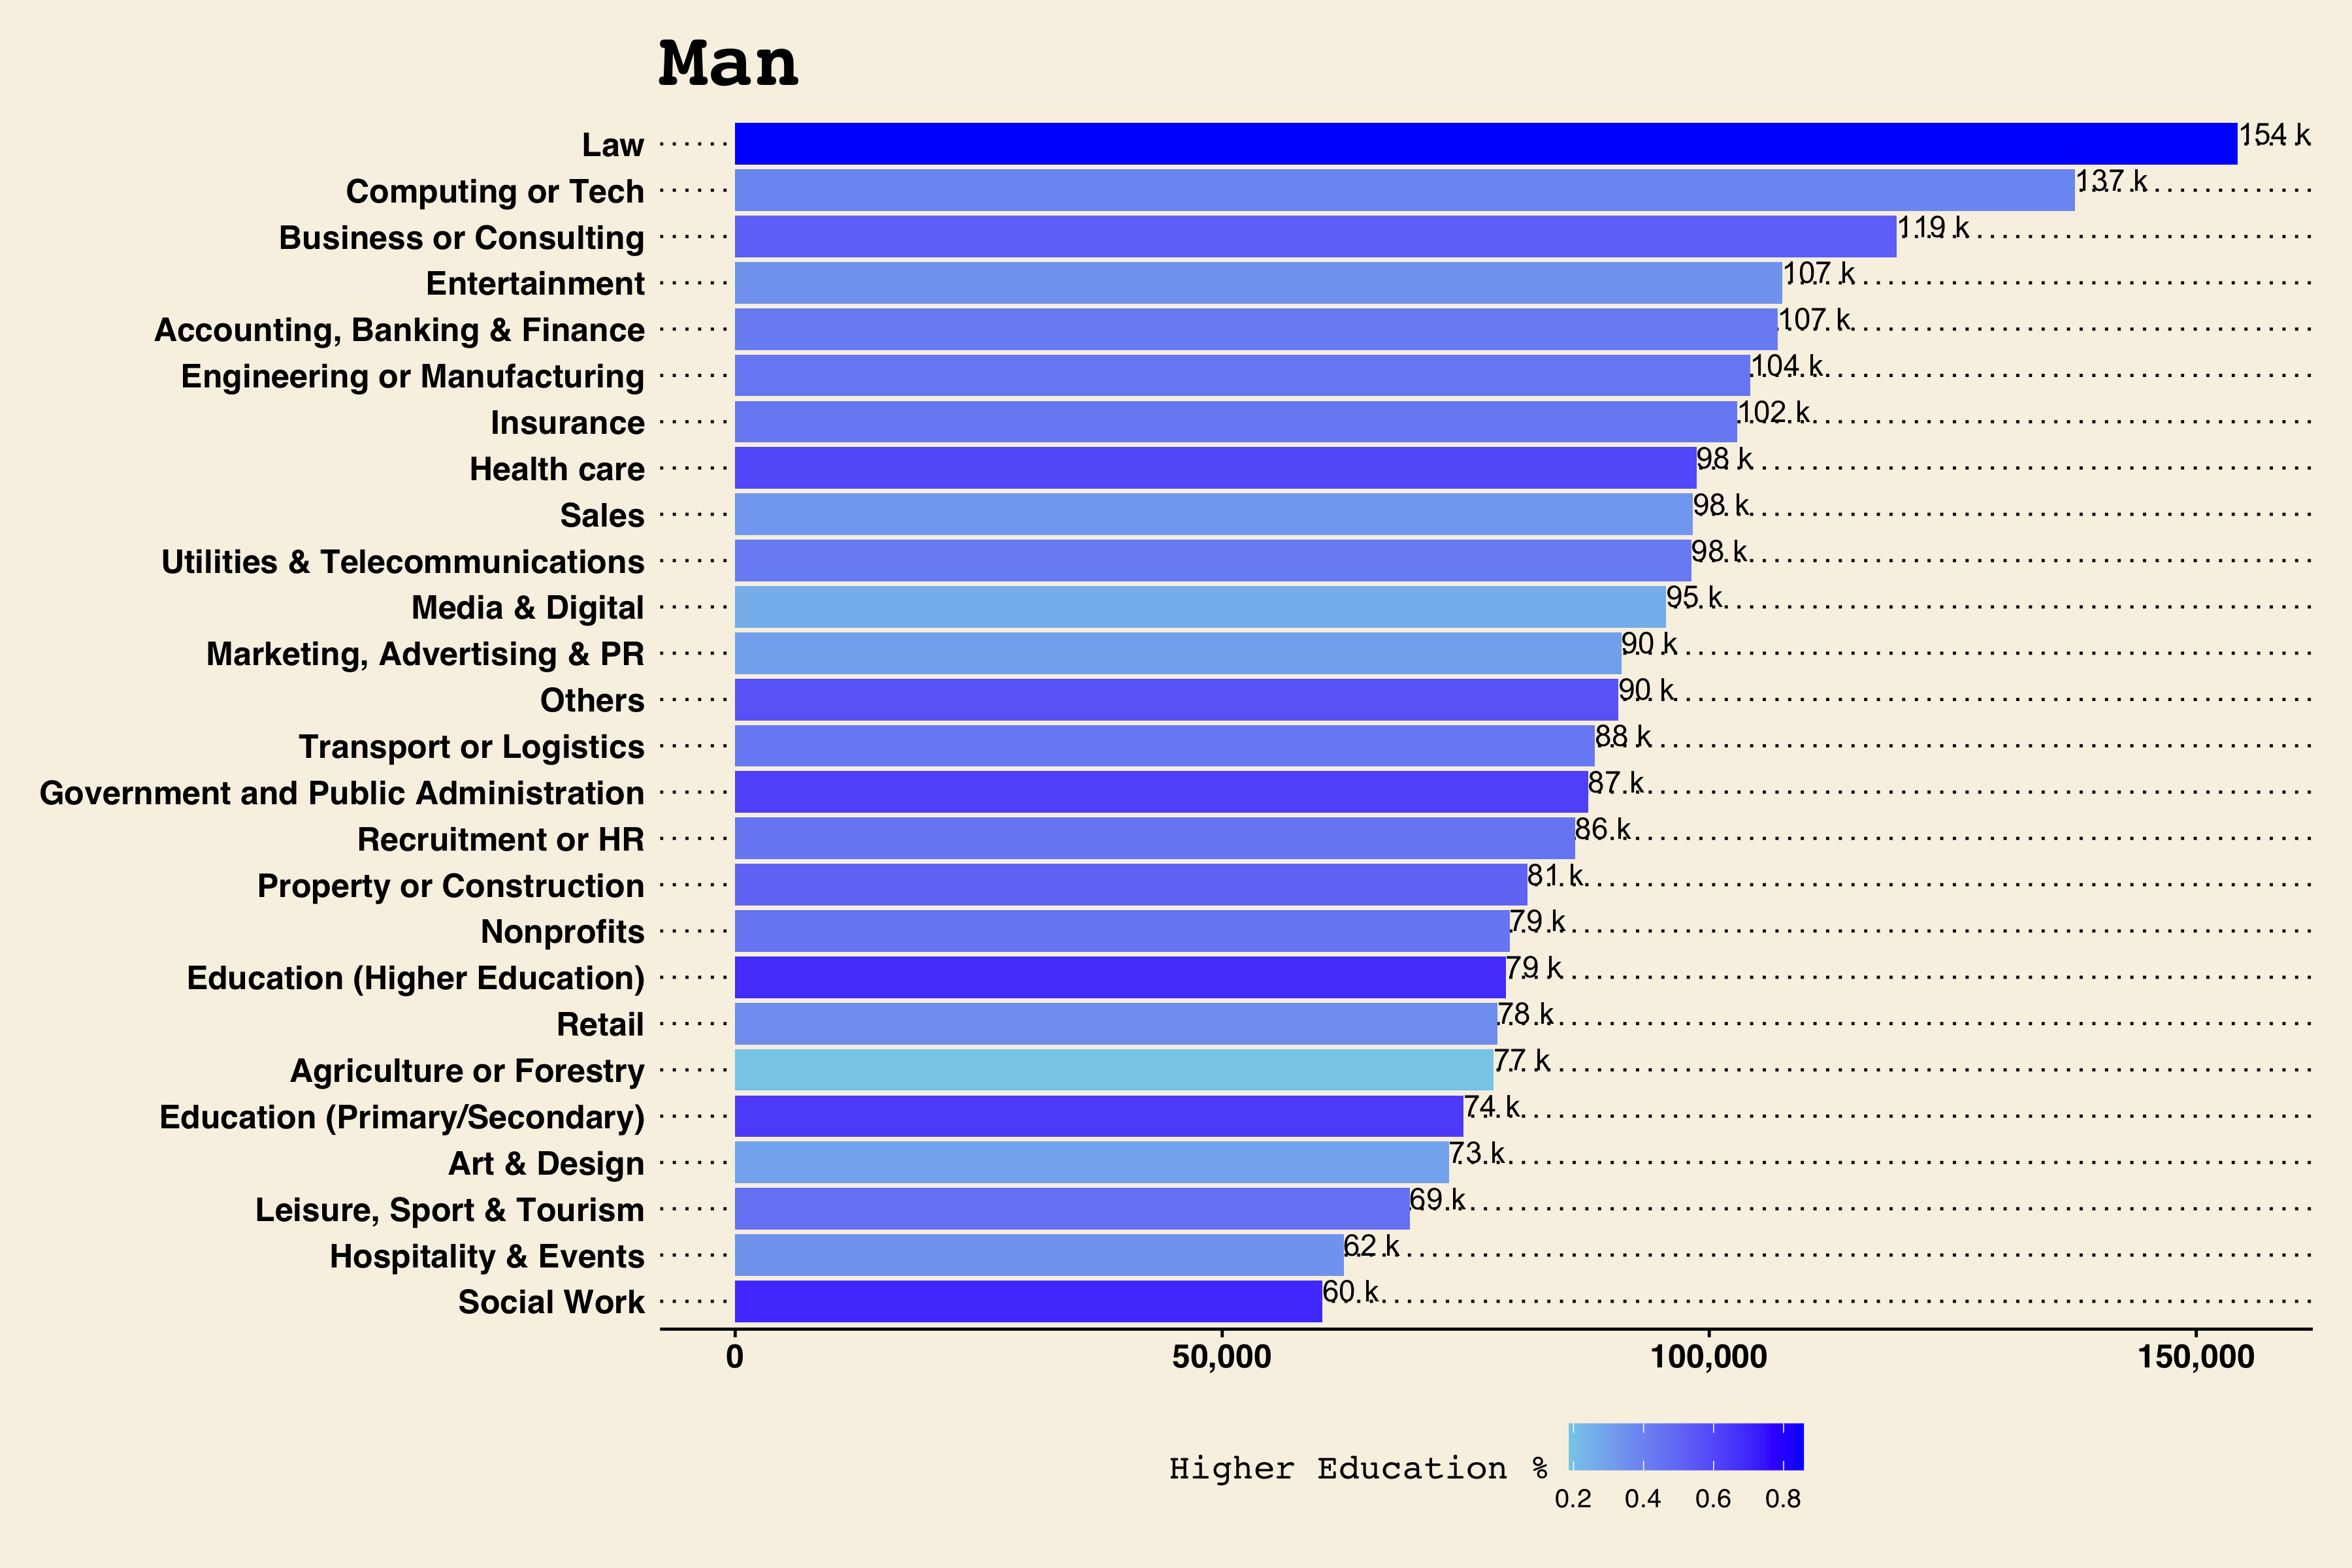 Man
Law 154 k
Computing or Tech 137 k
Business or Consulting 119 k
Entertainment 107 k
Accounting, Banking & Finance 107 k
Engineering or Manufacturing 104 k
Insurance 102 k
Health care 98 k
Sales 98 k
Utilities & Telecommunications 98 k
Media & Digital 95 k
Marketing, Advertising & PR 90 k
Others 90 k
Transport or Logistics 88 k
Government and Public Administration 87 k
Recruitment or HR 86 k
Property or Construction 81 k
Nonprofits 79 k
Education (Higher Education) 79 k
Retail 78 k
Agriculture or Forestry 77 k
Education (Primary/Secondary) 74 k
Art & Design 73 k
Leisure, Sport & Tourism 69 k
Hospitality & Events 62 k
Social Work 60 k
0 50,000 100,000 150,000
Higher Education %
0.2 0.4 0.6 0.8